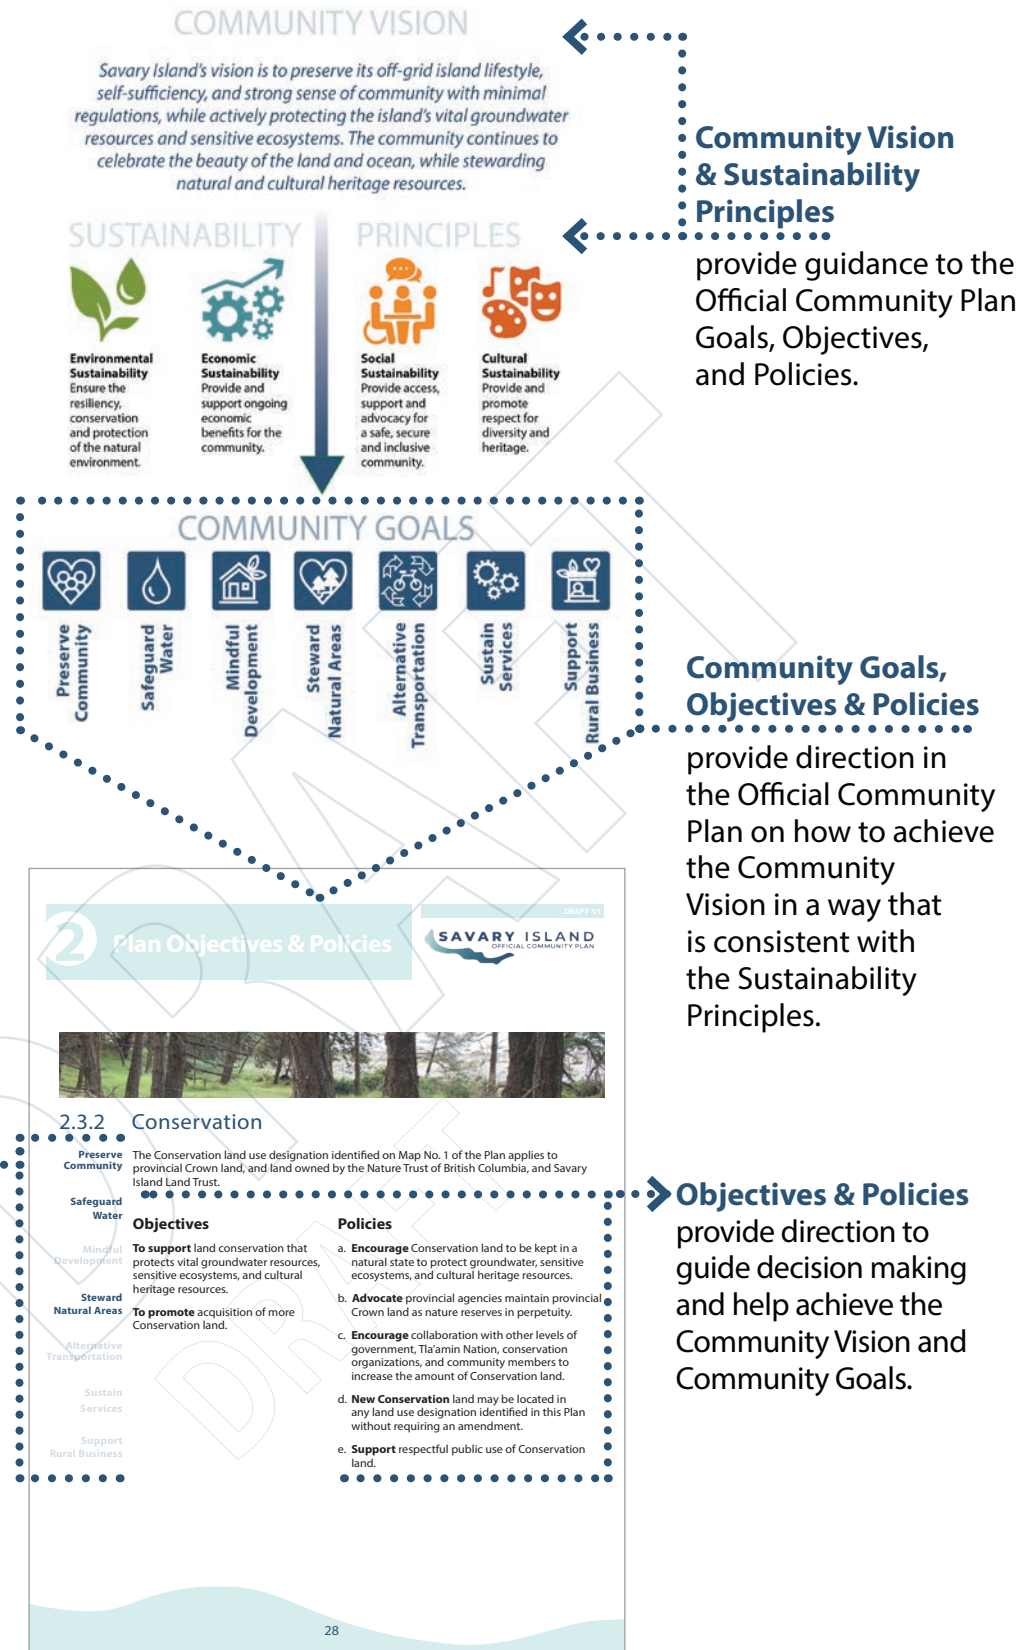 COMMUNITY VISION
Savary Island's vision is to preserve its off-grid island lifestyle,
self-sufficiency, and strong sense of community with minimal
regulations, while actively protecting the island's vital groundwater
resources and sensitive ecosystems. The community continues to
celebrate the beauty of the land and ocean, while stewarding
natural and cultural heritage resources.
Community Vision
& Sustainability
Principles
provide guidance to the
Official Community Plan
Goals, Objectives,
and Policies.
SUSTAINABILITY PRINCIPLES
Environmental
Sustainability
Ensure the
resiliency,
conservation
and protection
of the natural
environment.
Economic
Sustainability
Provide and
support ongoing
economic
benefits for the
community.
Social
Sustainability
Provide access,
support and
advocacy for
a safe, secure
and inclusive
community.
Cultural
Sustainability
Provide and
promote
respect for
diversity and
heritage.
COMMUNITY GOALS
Preserve
Community
Safeguard
Water
Mindful
Development
Steward
Natural Areas
Alternative
Transportation
Sustain
Services
Support
Rural Business
Community Goals,
Objectives & Policies
provide direction in
the Official Community
Plan on how to achieve
the Community
Vision in a way that
is consistent with
the Sustainability
Principles.
DRAFT
DRAFT V1
2 Plan Objectives & Policies
SAVARY ISLAND
OFFICIAL COMMUNITY PLAN
2.3.2 Conservation
The Conservation land use designation identified on Map No. 1 of the Plan applies to
provincial Crown land, and land owned by the Nature Trust of British Columbia, and Savary
Island Land Trust.
Preserve
Community
Safeguard
Water
Mindful
Development
Steward
Natural Areas
Alternative
Transportation
Sustain
Services
Support
Rural Business
Objectives
To support land conservation that
protects vital groundwater resources,
sensitive ecosystems, and cultural
heritage resources.
To promote acquisition of more
Conservation land.
Policies
a. Encourage Conservation land to be kept in a
natural state to protect groundwater, sensitive
ecosystems, and cultural heritage resources.
b. Advocate provincial agencies maintain provincial
Crown land as nature reserves in perpetuity.
c. Encourage collaboration with other levels of
government, Tla'amin Nation, conservation
organizations, and community members to
increase the amount of Conservation land.
d. New Conservation land may be located in
any land use designation identified in this Plan
without requiring an amendment.
e. Support respectful public use of Conservation
land.
DRAFT
28
Objectives & Policies
provide direction to
guide decision making
and help achieve the
Community Vision and
Community Goals.